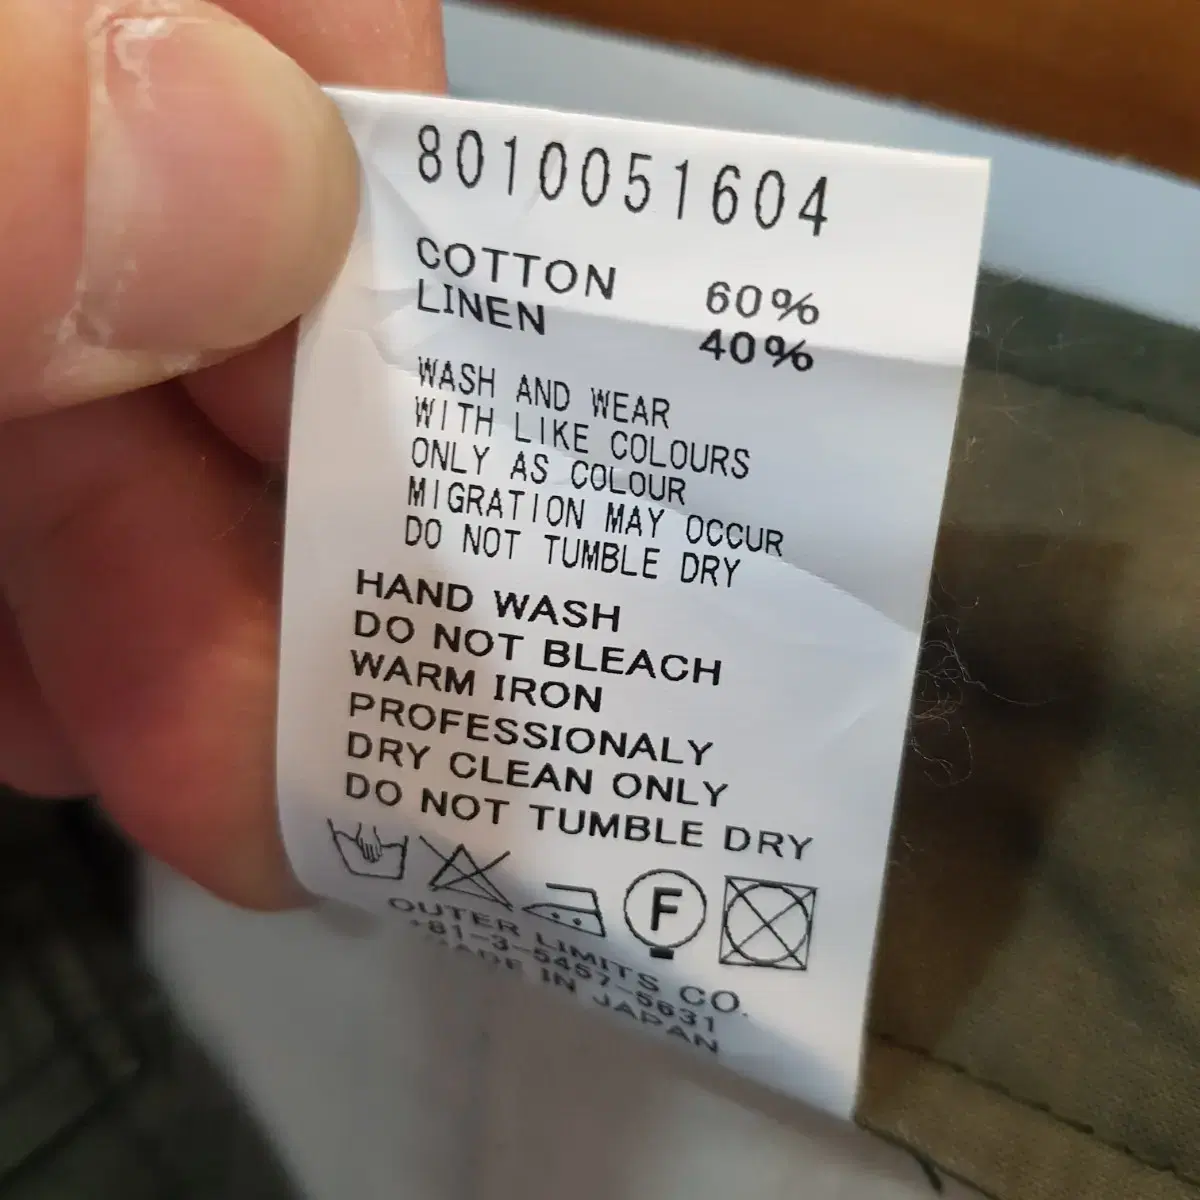 8010051604
COTTON 60%
LINEN 40%
WASH AND WEAR
WITH LIKE COLOURS
ONLY AS COLOUR
MIGRATION MAY OCCUR
DO NOT TUMBLE DRY
HAND WASH
DO NOT BLEACH
WARM IRON
PROFESSIONALY
DRY CLEAN ONLY
DO NOT TUMBLE DRY
F
OUTER LIMITS CO.
+81-3-5457-5631
MADE IN JAPAN